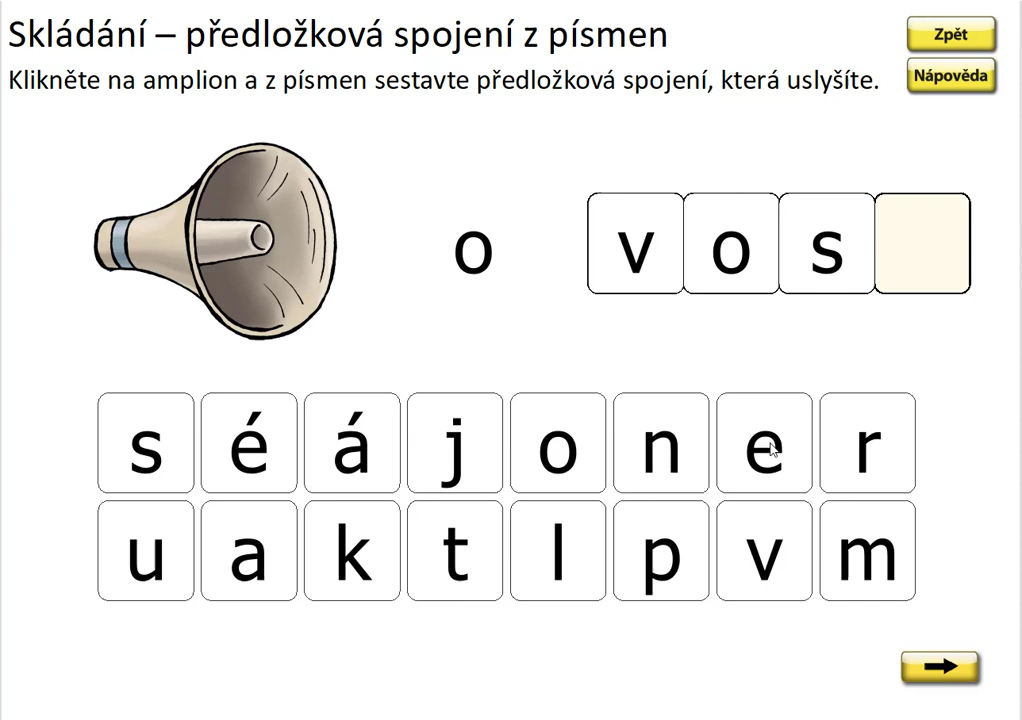 Skládání – předložková spojení z písmen
Zpět
Klikněte na amplion a z písmen sestavte předložková spojení, která uslyšíte.
Nápověda
o v o s
s é á j o n e r
u a k t l p v m